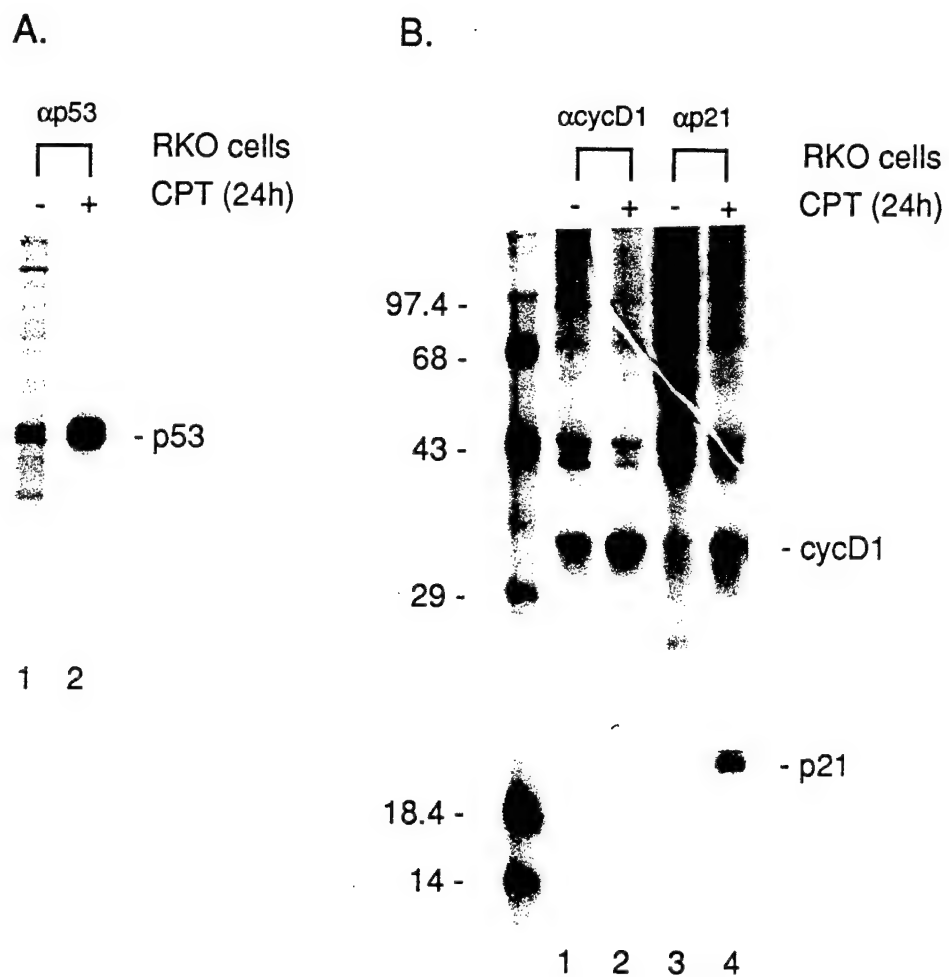 A.
αp53
RKO cells
- +
CPT (24h)
- p53
1 2
B.
αcycD1 αp21
RKO cells
- + - +
CPT (24h)
97.4 -
68 -
43 -
- cycD1
29 -
- p21
18.4 -
14 -
1 2 3 4